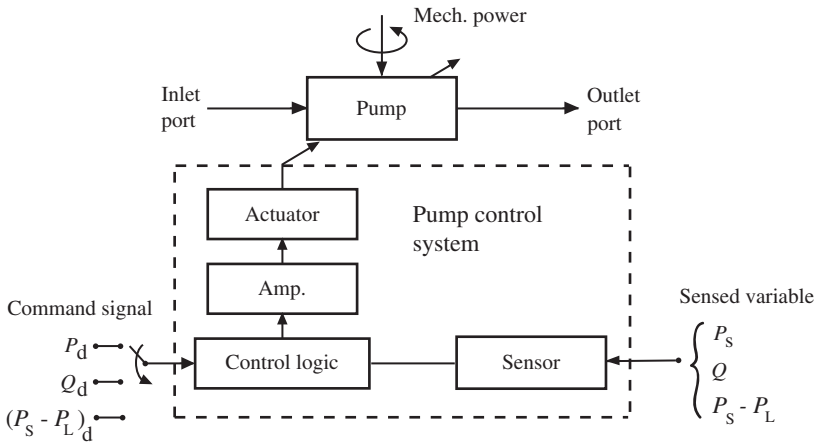 Mech. power
Inlet
port
Pump
Outlet
port
Actuator
Pump control
system
Amp.
Command signal
Sensed variable
P_d
Control logic
Sensor
P_S
Q_d
Q
(P_S - P_L)_d
P_S - P_L